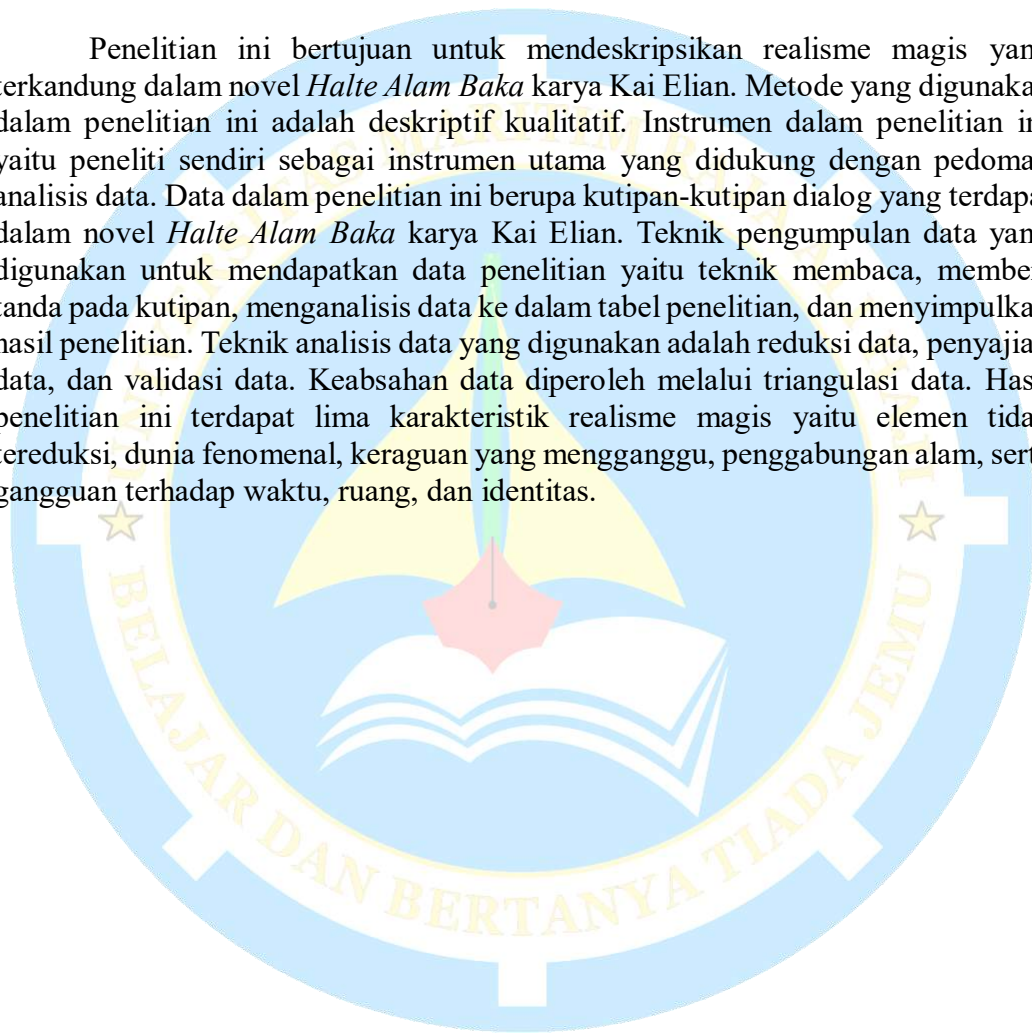 Penelitian ini bertujuan untuk mendeskripsikan realisme magis yan
terkandung dalam novel Halte Alam Baka karya Kai Elian. Metode yang digunaka
dalam penelitian ini adalah deskriptif kualitatif. Instrumen dalam penelitian in
yaitu peneliti sendiri sebagai instrumen utama yang didukung dengan pedoma
analisis data. Data dalam penelitian ini berupa kutipan-kutipan dialog yang terdapa
dalam novel Halte Alam Baka karya Kai Elian. Teknik pengumpulan data yan
digunakan untuk mendapatkan data penelitian yaitu teknik membaca, member
tanda pada kutipan, menganalisis data ke dalam tabel penelitian, dan menyimpulka
hasil penelitian. Teknik analisis data yang digunakan adalah reduksi data, penyajia
data, dan validasi data. Keabsahan data diperoleh melalui triangulasi data. Has
penelitian ini terdapat lima karakteristik realisme magis yaitu elemen tida
tereduksi, dunia fenomenal, keraguan yang mengganggu, penggabungan alam, sert
gangguan terhadap waktu, ruang, dan identitas.
UNIVERSITAS MARITIM RAJA ALI HAJI
BELAJAR DAN BERTANYA TIADA JEMU